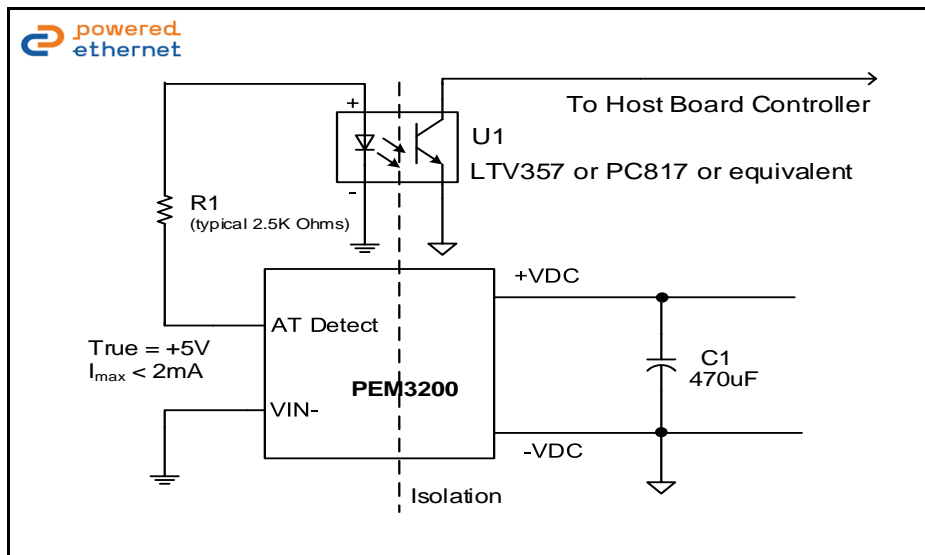 powered
ethernet
To Host Board Controller
+
U1
LTV357 or PC817 or equivalent
-
R1
(typical 2.5K Ohms)
+VDC
AT Detect
True = +5V
Imax < 2mA
C1
470uF
PEM3200
VIN-
-VDC
Isolation